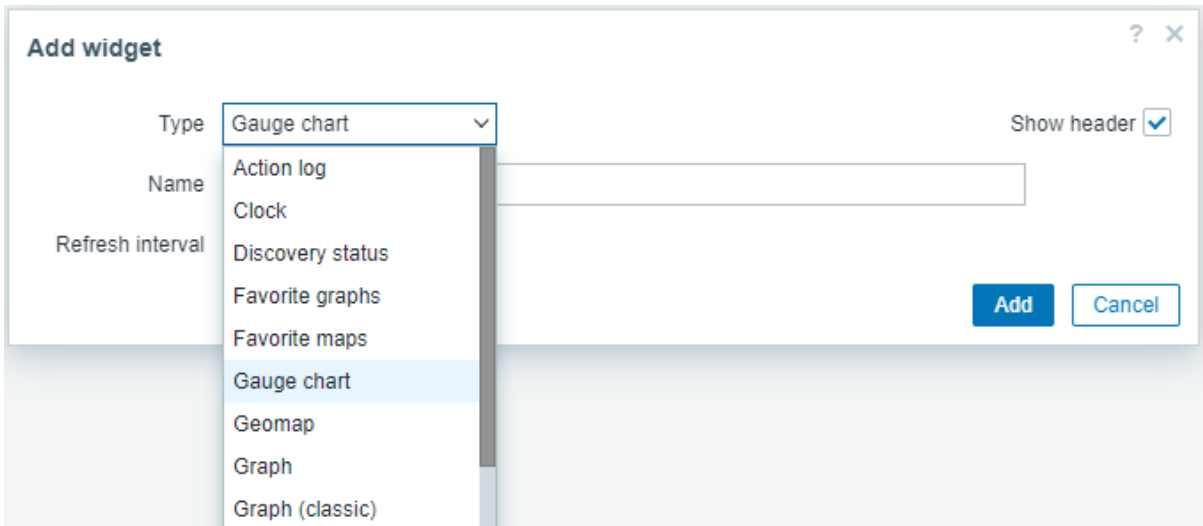 Add widget
? ×
Type Gauge chart
Show header
Action log
Name
Clock
Refresh interval
Discovery status
Favorite graphs
Add Cancel
Favorite maps
Gauge chart
Geomap
Graph
Graph (classic)